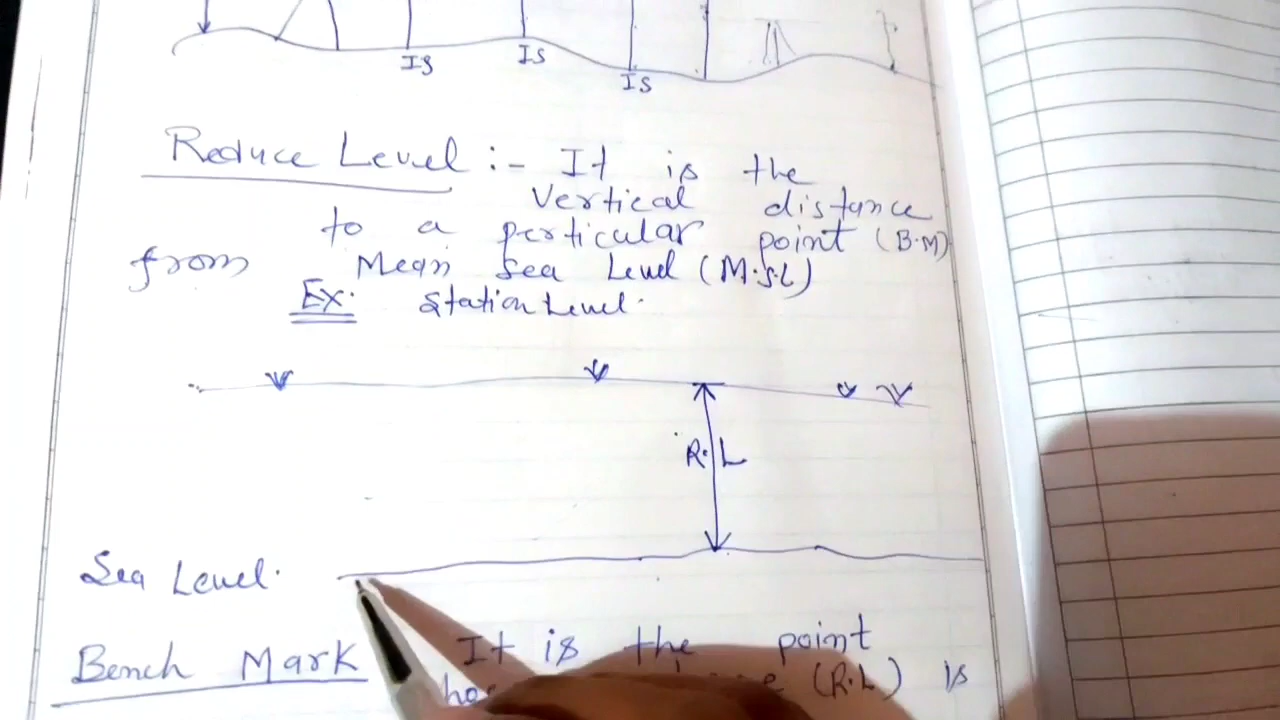 IS
IS
IS
Reduce Level :- It is the
Vertical distance
to a perticular point (B.M)
from Mean Sea Level (M.S.L)
Ex: Station Level.
R.L
Sea Level.
Bench Mark It is the point
(R.L) is